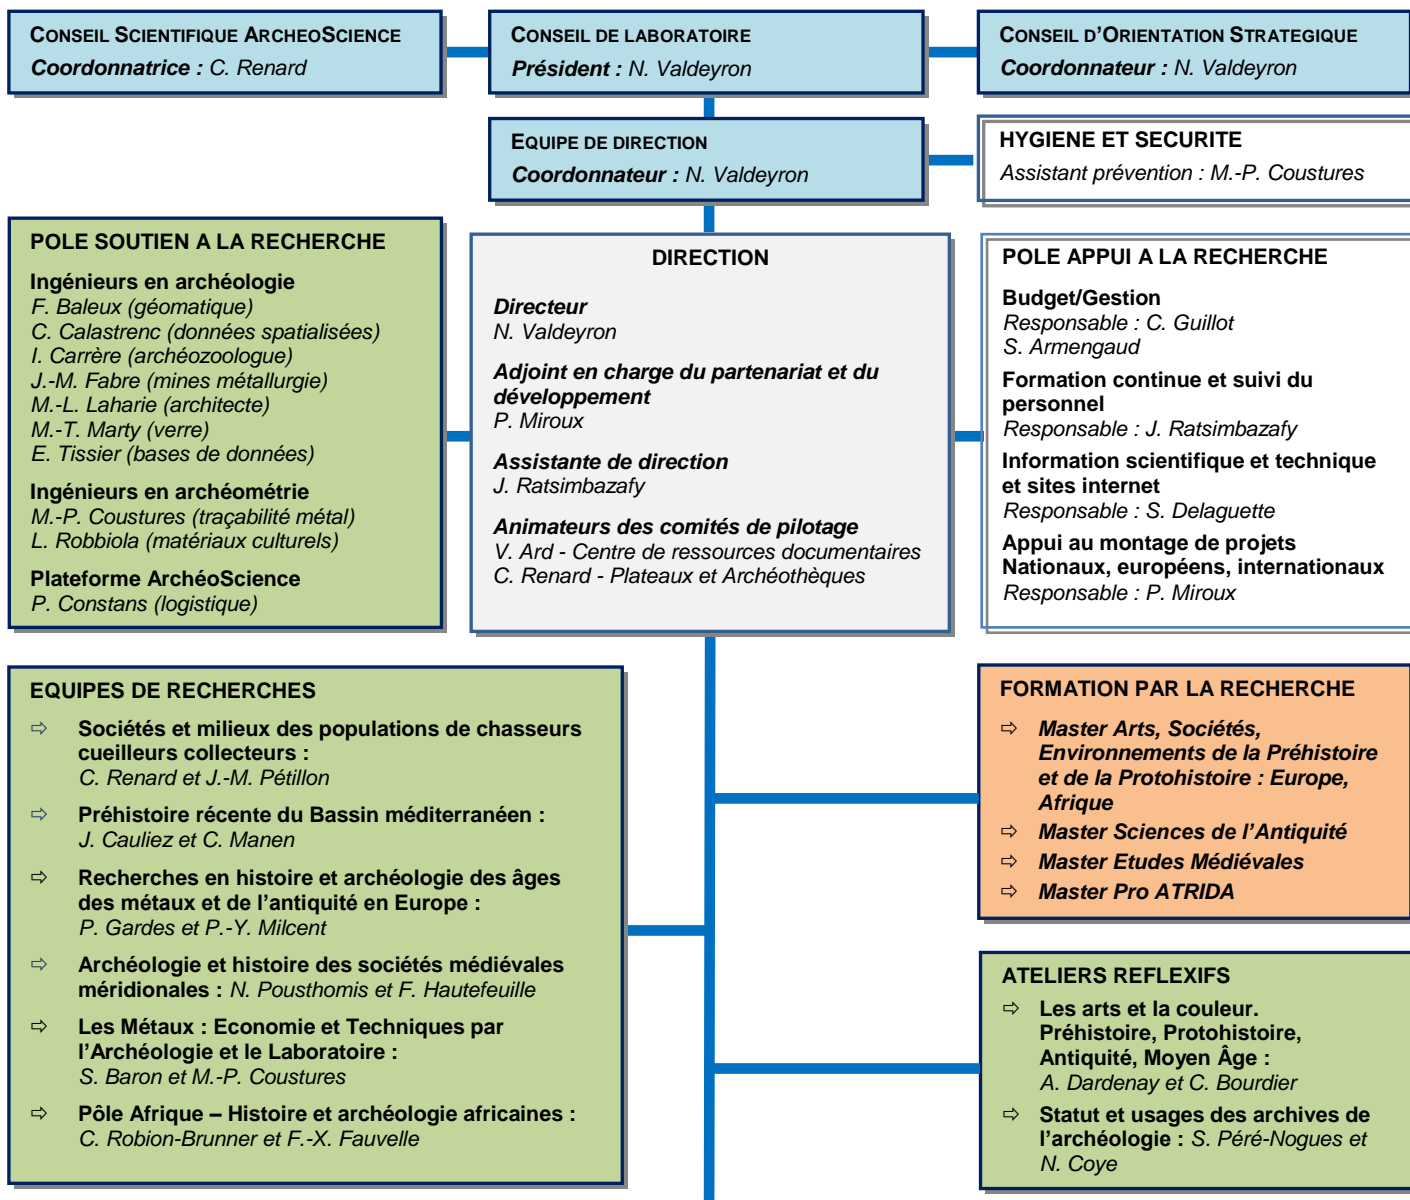 CONSEIL SCIENTIFIQUE ARCHEOSCIENCE
Coordonnatrice : C. Renard
CONSEIL DE LABORATOIRE
Président : N. Valdeyron
CONSEIL D'ORIENTATION STRATEGIQUE
Coordonnateur : N. Valdeyron
EQUIPE DE DIRECTION
Coordonnateur : N. Valdeyron
HYGIENE ET SECURITE
Assistant prévention : M.-P. Coustures
POLE SOUTIEN A LA RECHERCHE
Ingénieurs en archéologie
F. Baleux (géomatique)
C. Calastrenc (données spatialisées)
I. Carrère (archéozoologue)
J.-M. Fabre (mines métallurgie)
M.-L. Laharie (architecte)
M.-T. Marty (verre)
E. Tissier (bases de données)
Ingénieurs en archéométrie
M.-P. Coustures (traçabilité métal)
L. Robbiola (matériaux culturels)
Plateforme ArchéoScience
P. Constans (logistique)
DIRECTION
Directeur
N. Valdeyron
Adjoint en charge du partenariat et du
développement
P. Miroux
Assistante de direction
J. Ratsimbazafy
Animateurs des comités de pilotage
V. Ard - Centre de ressources documentaires
C. Renard - Plateaux et Archéothèques
POLE APPUI A LA RECHERCHE
Budget/Gestion
Responsable : C. Guillot
S. Armengaud
Formation continue et suivi du
personnel
Responsable : J. Ratsimbazafy
Information scientifique et technique
et sites internet
Responsable : S. Delaguette
Appui au montage de projets
Nationaux, européens, internationaux
Responsable : P. Miroux
EQUIPES DE RECHERCHES
⇨ Sociétés et milieux des populations de chasseurs
cueilleurs collecteurs :
C. Renard et J.-M. Pétillon
⇨ Préhistoire récente du Bassin méditerranéen :
J. Cauliez et C. Manen
⇨ Recherches en histoire et archéologie des âges
des métaux et de l'antiquité en Europe :
P. Gardes et P.-Y. Milcent
⇨ Archéologie et histoire des sociétés médiévales
méridionales : N. Pousthomis et F. Hautefeuille
⇨ Les Métaux : Economie et Techniques par
l'Archéologie et le Laboratoire :
S. Baron et M.-P. Coustures
⇨ Pôle Afrique – Histoire et archéologie africaines :
C. Robion-Brunner et F.-X. Fauvelle
FORMATION PAR LA RECHERCHE
⇨ Master Arts, Sociétés,
Environnements de la Préhistoire
et de la Protohistoire : Europe,
Afrique
⇨ Master Sciences de l'Antiquité
⇨ Master Etudes Médiévales
⇨ Master Pro ATRIDA
ATELIERS REFLEXIFS
⇨ Les arts et la couleur.
Préhistoire, Protohistoire,
Antiquité, Moyen Âge :
A. Dardenay et C. Bourdier
⇨ Statut et usages des archives de
l'archéologie : S. Péré-Nogues et
N. Coye